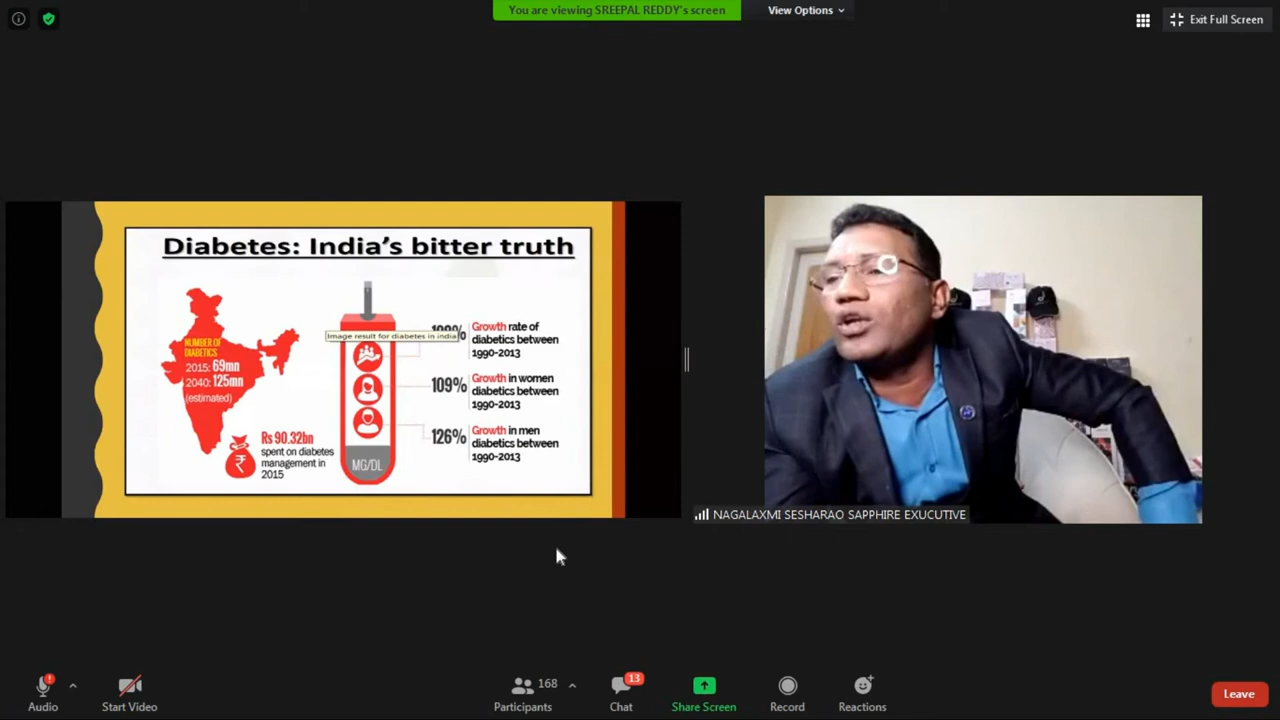 You are viewing SREEPAL REDDY's screen
View Options
Exit Full Screen
Diabetes: India's bitter truth
NUMBER OF
DIABETICS
2015: 69mn
2040: 125mn
(estimated)
Rs 90.32bn
spent on diabetes
management in
2015
Image result for diabetes in india
MG/DL
Growth rate of
diabetics between
1990-2013
109%
Growth in women
diabetics between
1990-2013
126%
Growth in men
diabetics between
1990-2013
NAGALAXMI SESHARAO SAPPHIRE EXUCUTIVE
Audio
Start Video
168
Participants
13
Chat
Share Screen
Record
Reactions
Leave